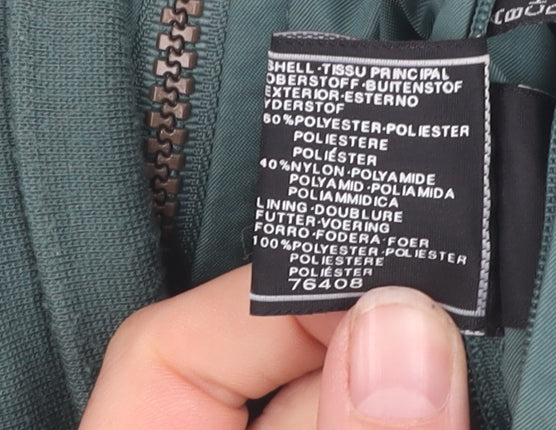 SHELL·TISSU PRINCIPAL
OBERSTOFF·BUITENSTOF
EXTERIOR·ESTERNO
YDERSTOF
60%POLYESTER·POLIESTER
POLIESTERE
POLIÉSTER
40%NYLON·POLYAMIDE
POLYAMID·POLIAMIDA
POLIAMMIDICA
LINING·DOUBLURE
FUTTER·VOERING
FORRO·FODERA·FOER
100%POLYESTER·POLIESTER
POLIESTERE
POLIÉSTER
76408